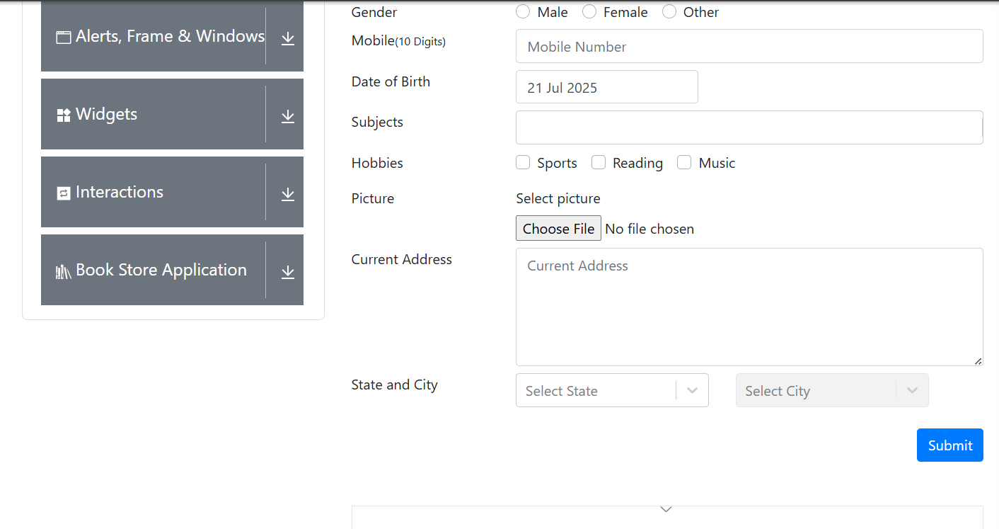 Alerts, Frame & Windows
Widgets
Interactions
Book Store Application
Gender Male Female Other
Mobile(10 Digits) Mobile Number
Date of Birth 21 Jul 2025
Subjects
Hobbies Sports Reading Music
Picture Select picture
Choose File No file chosen
Current Address Current Address
State and City Select State Select City
Submit